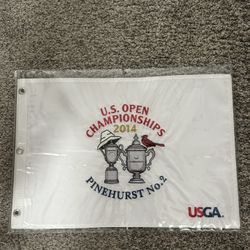 U.S. OPEN
CHAMPIONSHIPS
2014
PINEHURST No. 2
USGA